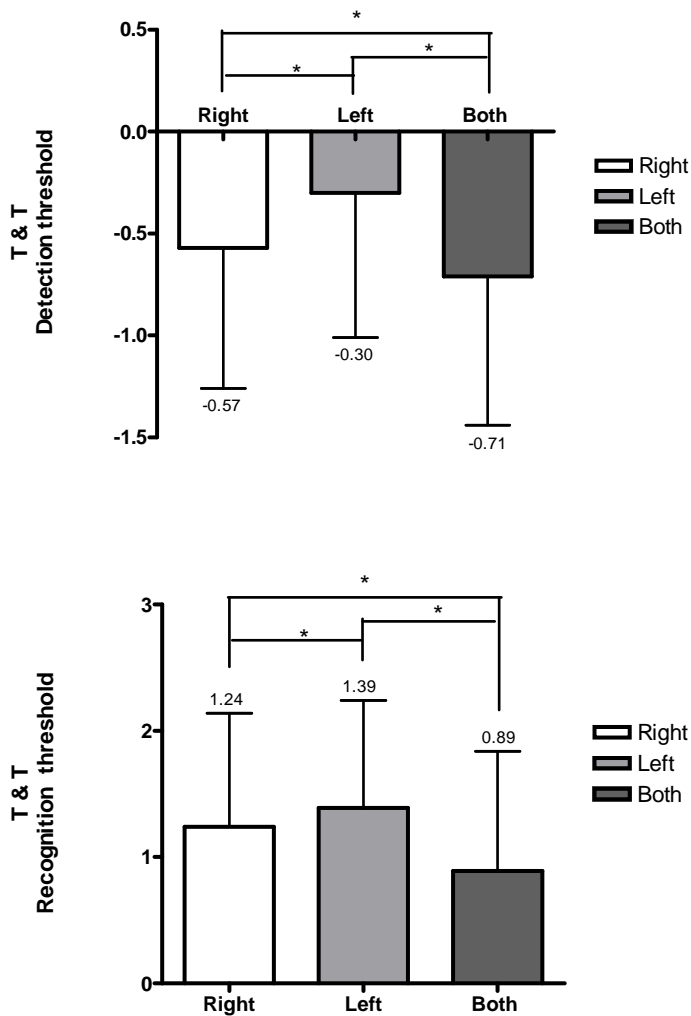 *
0.5
* *
Right Left Both
0.0
-0.5
-1.0
-1.5
T & T
Detection threshold
-0.57
-0.30
-0.71
Right
Left
Both
*
3
* *
1.24 1.39 0.89
2
1
0
T & T
Recognition threshold
Right Left Both
Right
Left
Both